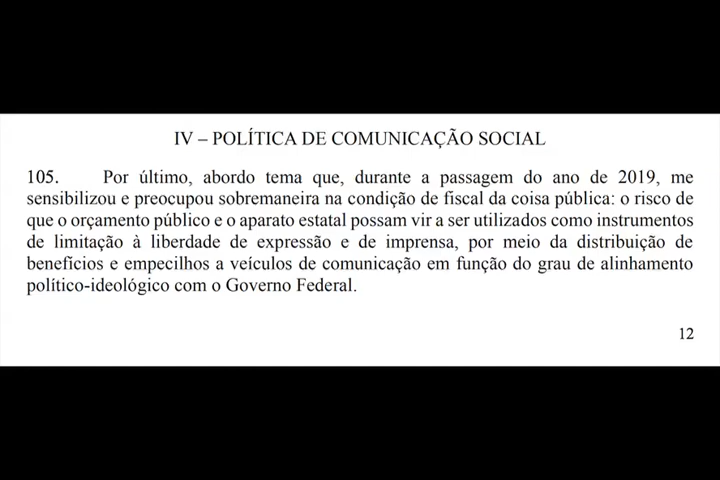 IV – POLÍTICA DE COMUNICAÇÃO SOCIAL
105. Por último, abordo tema que, durante a passagem do ano de 2019, me
sensibilizou e preocupou sobremaneira na condição de fiscal da coisa pública: o risco de
que o orçamento público e o aparato estatal possam vir a ser utilizados como instrumentos
de limitação à liberdade de expressão e de imprensa, por meio da distribuição de
benefícios e empecilhos a veículos de comunicação em função do grau de alinhamento
político-ideológico com o Governo Federal.
12